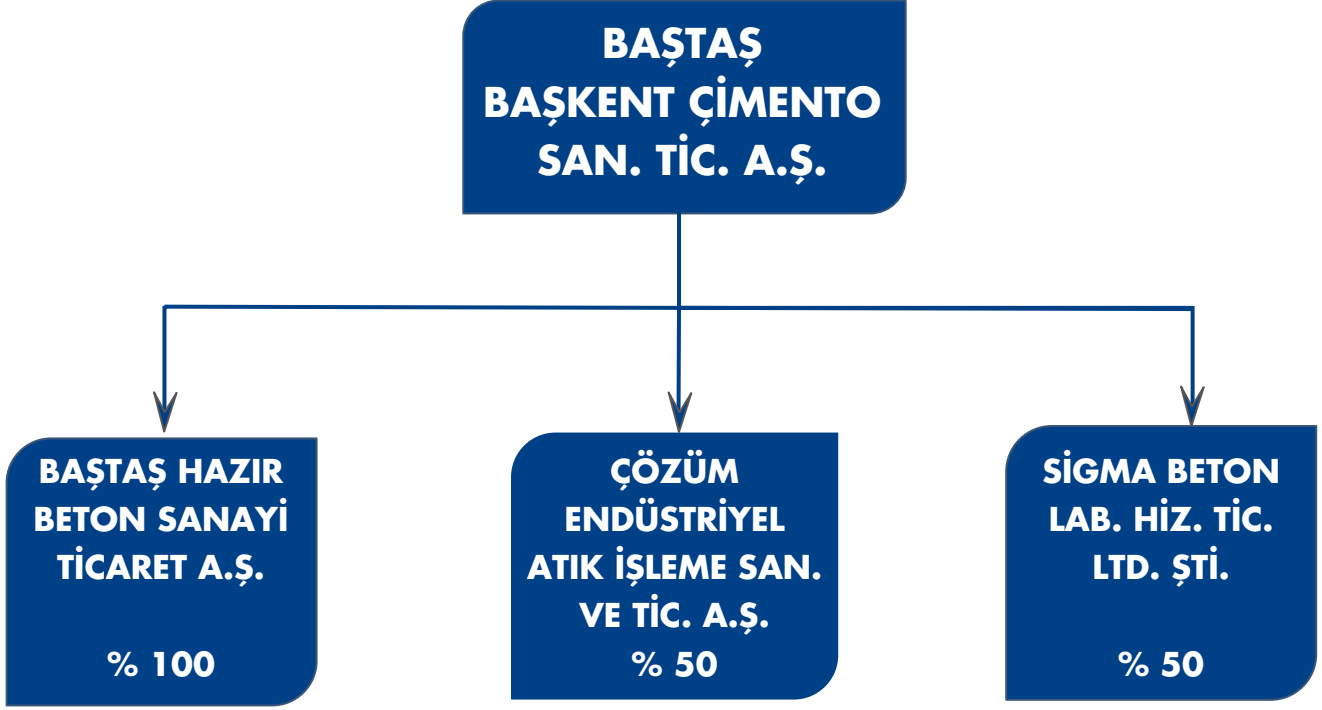 BAŞTAŞ
BAŞKENT ÇİMENTO
SAN. TİC. A.Ş.
BAŞTAŞ HAZIR
BETON SANAYİ
TİCARET A.Ş.
% 100
ÇÖZÜM
ENDÜSTRİYEL
ATIK İŞLEME SAN.
VE TİC. A.Ş.
% 50
SİGMA BETON
LAB. HİZ. TİC.
LTD. ŞTİ.
% 50